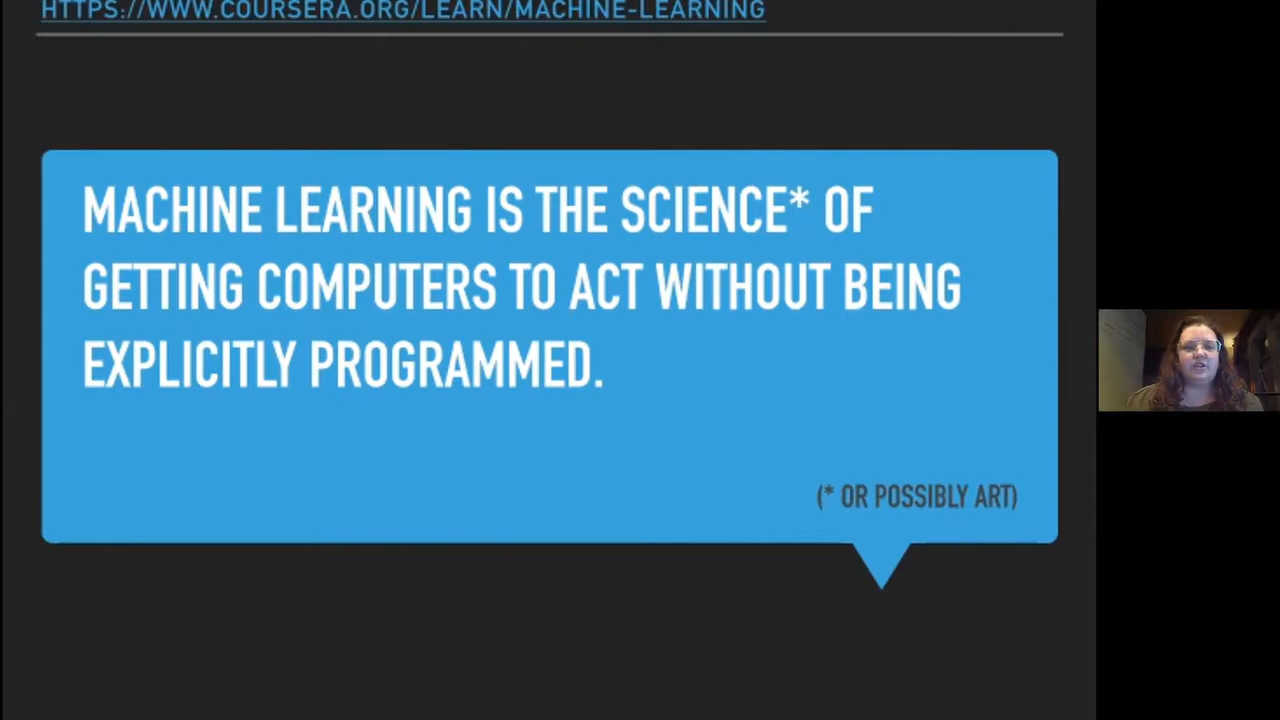 HTTPS://WWW.COURSERA.ORG/LEARN/MACHINE-LEARNING
MACHINE LEARNING IS THE SCIENCE* OF
GETTING COMPUTERS TO ACT WITHOUT BEING
EXPLICITLY PROGRAMMED.
(* OR POSSIBLY ART)